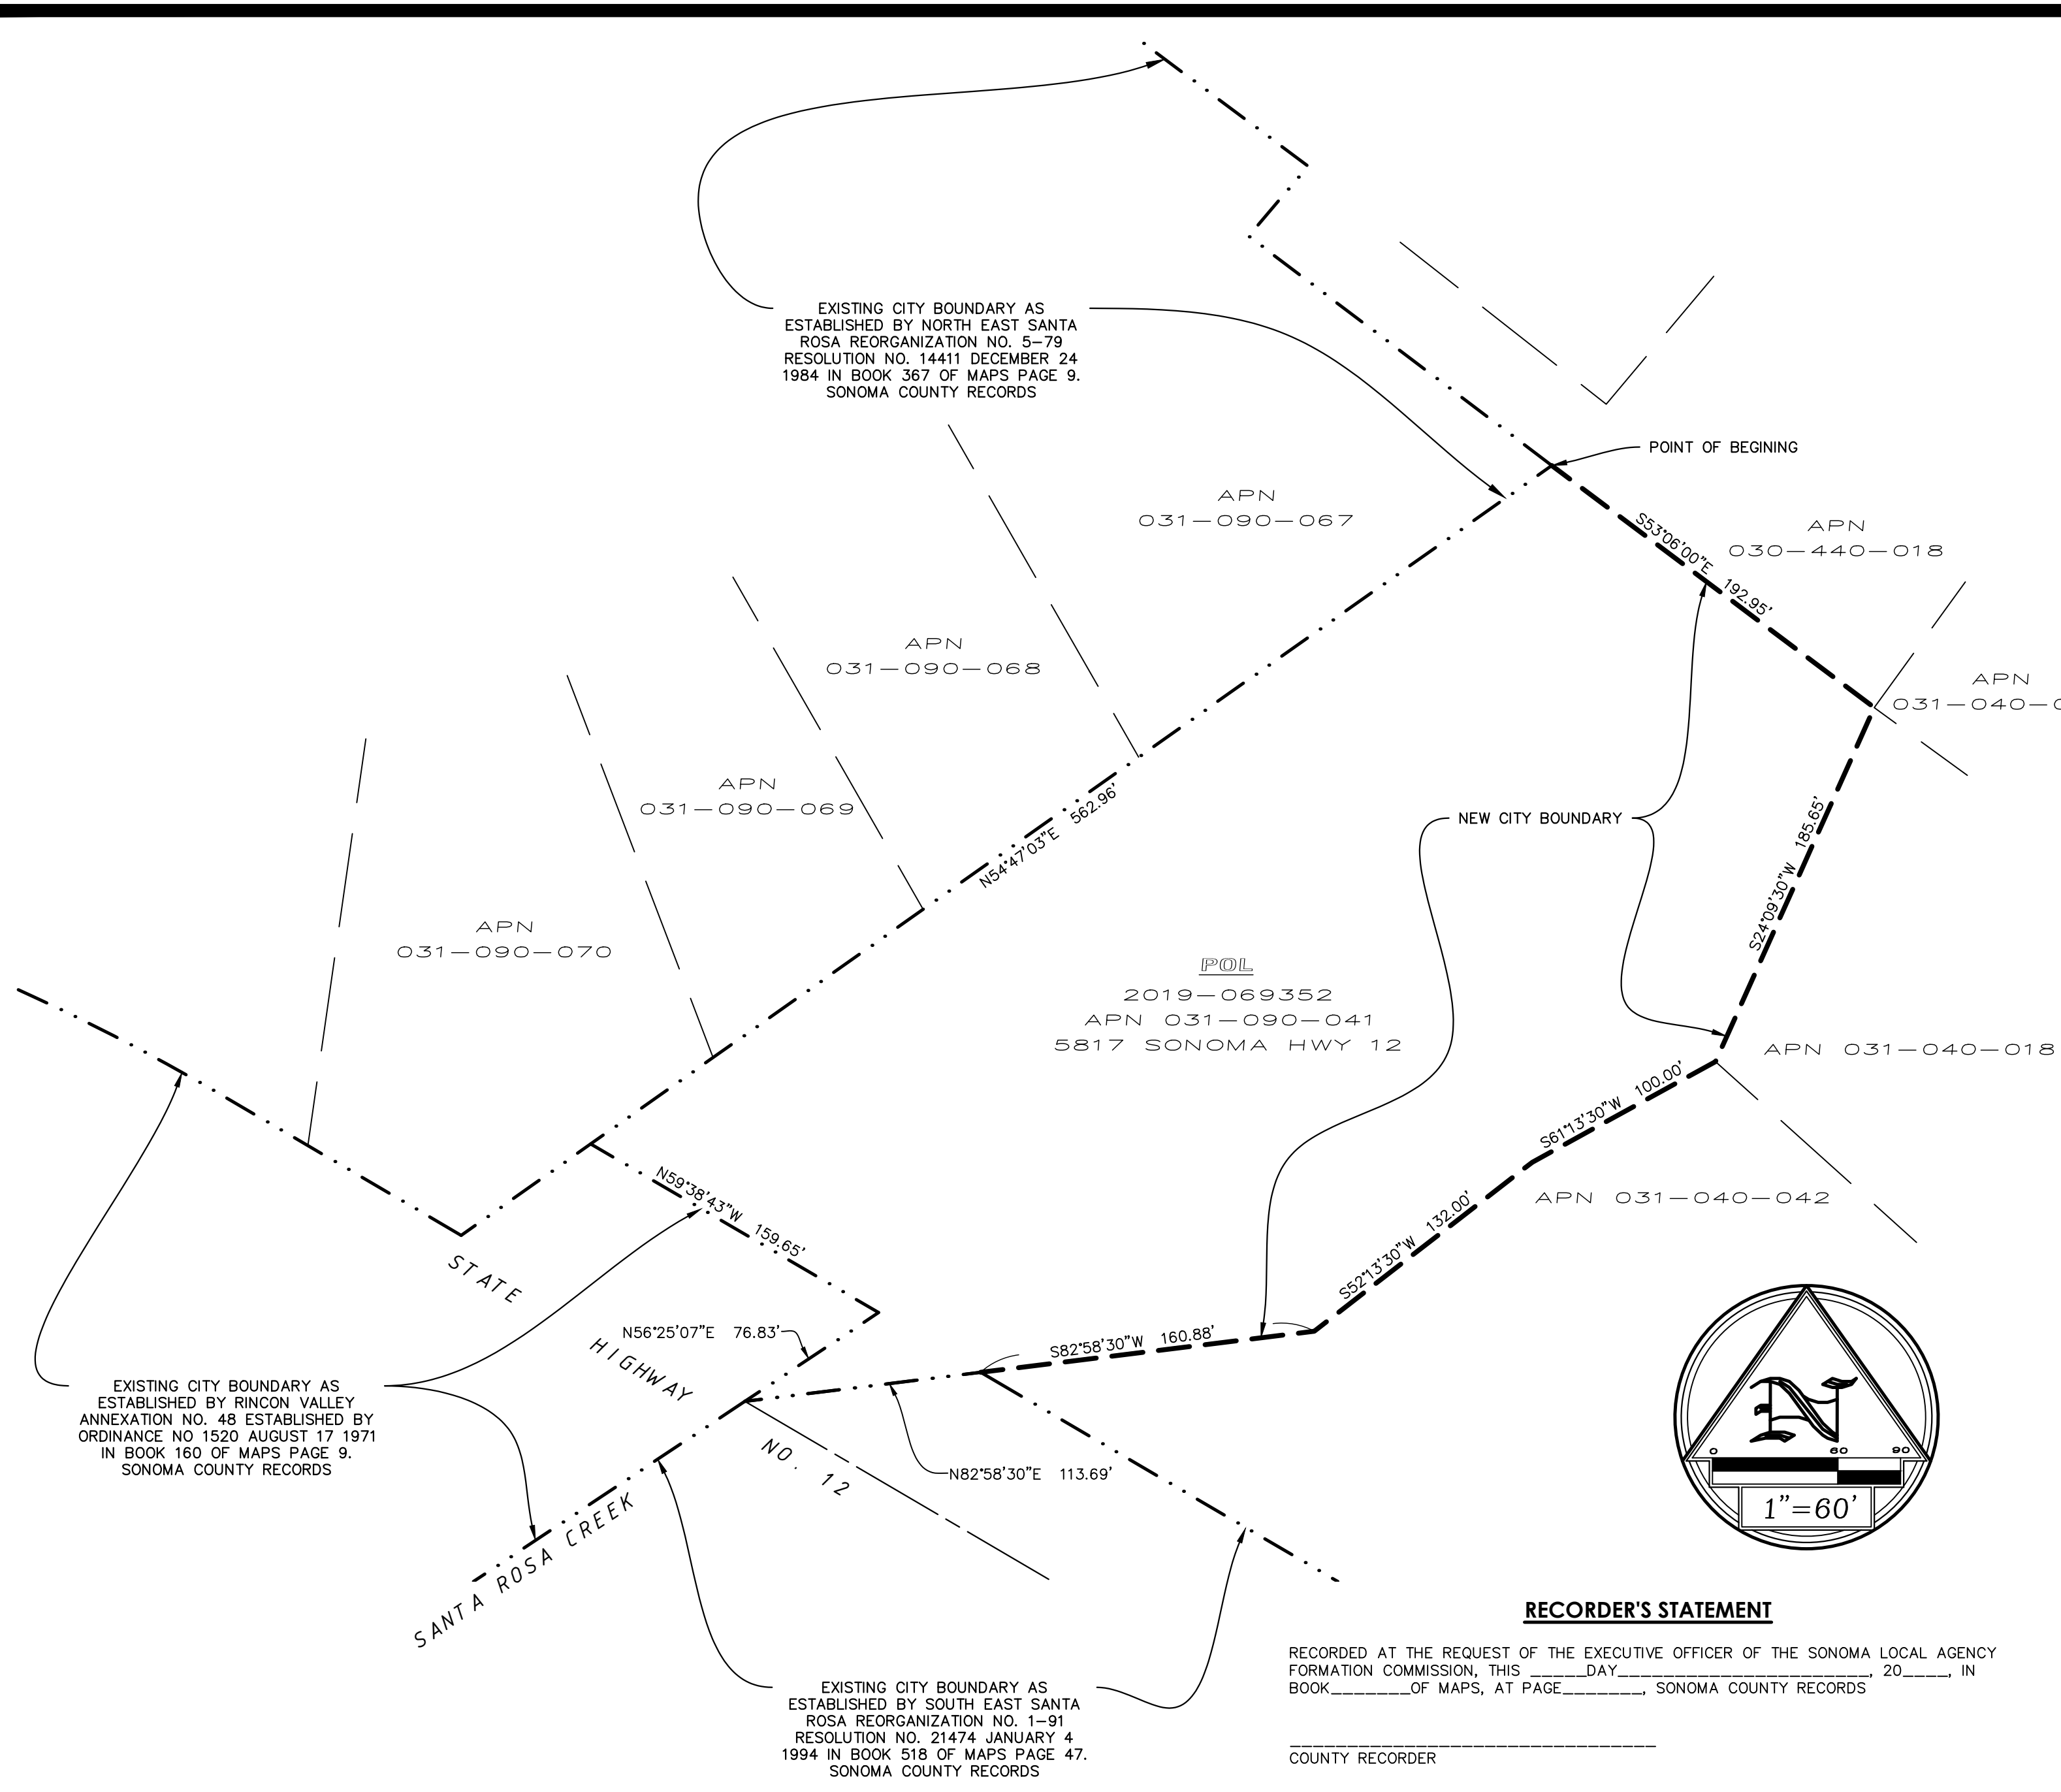 EXISTING CITY BOUNDARY AS
ESTABLISHED BY NORTH EAST SANTA
ROSA REORGANIZATION NO. 5-79
RESOLUTION NO. 14411 DECEMBER 24
1984 IN BOOK 367 OF MAPS PAGE 9.
SONOMA COUNTY RECORDS
POINT OF BEGINING
APN
031-090-067
S53°06'00"E 192.95'
APN
030-440-018
APN
031-090-068
APN
031-040-0
APN
031-090-069
N54°47'03"E 562.96'
NEW CITY BOUNDARY
S24°09'30"W 185.65'
APN
031-090-070
POL
2019-069352
APN 031-090-041
5817 SONOMA HWY 12
APN 031-040-018
S61°13'30"W 100.00'
APN 031-040-042
N59°38'43"W 159.65'
S52°13'30"W 132.00'
STATE
HIGHWAY
NO. 12
N56°25'07"E 76.83'
S82°58'30"W 160.88'
N82°58'30"E 113.69'
EXISTING CITY BOUNDARY AS
ESTABLISHED BY RINCON VALLEY
ANNEXATION NO. 48 ESTABLISHED BY
ORDINANCE NO 1520 AUGUST 17 1971
IN BOOK 160 OF MAPS PAGE 9.
SONOMA COUNTY RECORDS
SANTA ROSA CREEK
N
0 60 90
1"=60'
EXISTING CITY BOUNDARY AS
ESTABLISHED BY SOUTH EAST SANTA
ROSA REORGANIZATION NO. 1-91
RESOLUTION NO. 21474 JANUARY 4
1994 IN BOOK 518 OF MAPS PAGE 47.
SONOMA COUNTY RECORDS
RECORDER'S STATEMENT
RECORDED AT THE REQUEST OF THE EXECUTIVE OFFICER OF THE SONOMA LOCAL AGENCY
FORMATION COMMISSION, THIS _____DAY______________________, 20____, IN
BOOK_______OF MAPS, AT PAGE_______, SONOMA COUNTY RECORDS
________________________________
COUNTY RECORDER